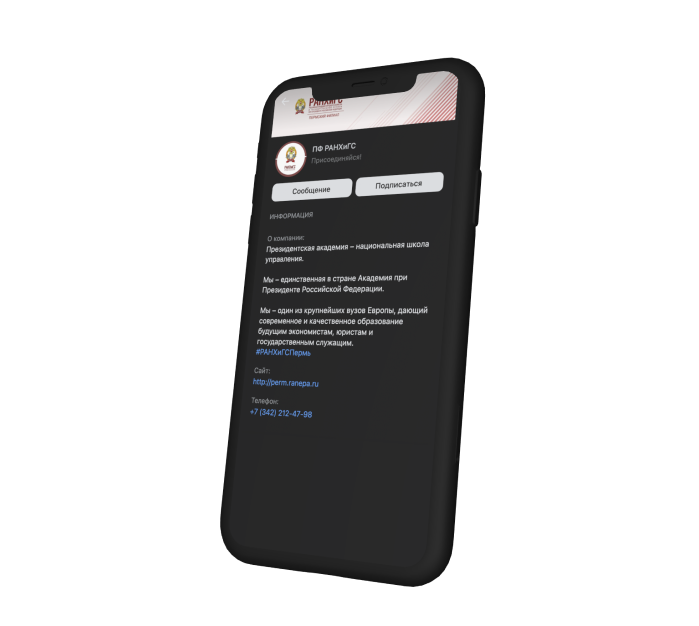 РАНХиГС
ПЕРМСКИЙ ФИЛИАЛ
ПФ РАНХиГС
Присоединяйся!
Сообщение
Подписаться
ИНФОРМАЦИЯ
О компании:
Президентская академия – национальная школа
управления.
Мы – единственная в стране Академия при
Президенте Российской Федерации.
Мы – один из крупнейших вузов Европы, дающий
современное и качественное образование
будущим экономистам, юристам и
государственным служащим.
#РАНХиГСПермь
Сайт:
http://perm.ranepa.ru
Телефон:
+7 (342) 212-47-98